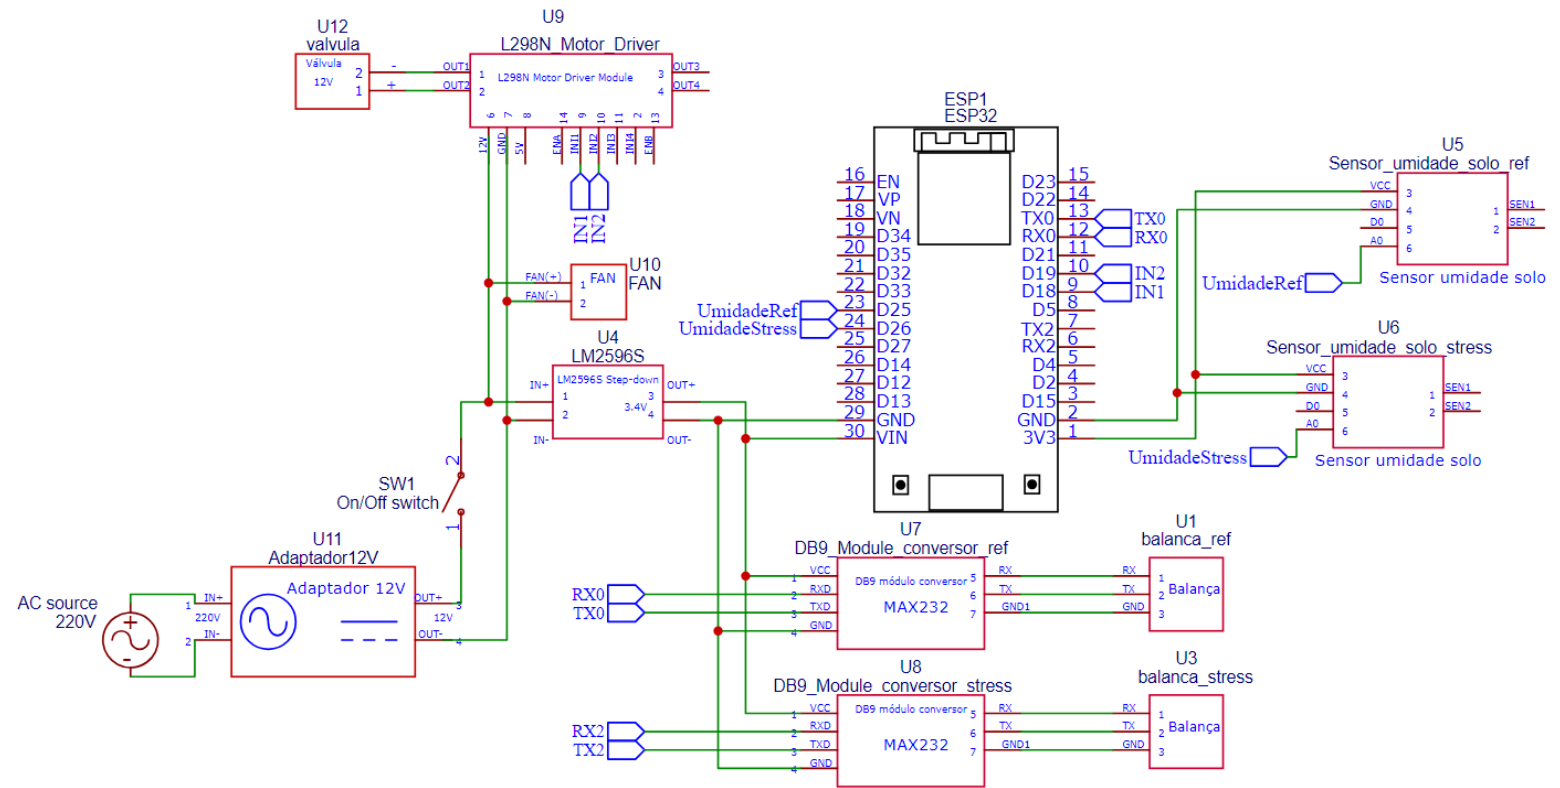 U12
valvula
Válvula
12V
2
1
-
+
U9
L298N_Motor_Driver
L298N Motor Driver Module
OUT1
OUT2
1
2
3
4
OUT3
OUT4
6
7
8
14
9
10
11
2
13
12V
GND
5V
ENA
INI1
INI2
INI3
INI4
ENB
IN1
IN2
U10
FAN
FAN(+)
FAN(-)
1
2
FAN
U4
LM2596S
LM2596S Step-down
IN+
IN-
1
2
3
3.4V
4
OUT+
OUT-
SW1
On/Off switch
2
1
U11
Adaptador12V
Adaptador 12V
AC source
220V
+
-
1
2
IN+
220V
IN-
OUT+
12V
OUT-
3
4
ESP1
ESP32
16 EN
17 VP
18 VN
19 D34
20 D35
21 D32
22 D33
23 D25
24 D26
25 D27
26 D14
27 D12
28 D13
29 GND
30 VIN
D23 15
D22 14
TX0 13
RX0 12
D21 11
D19 10
D18 9
D5 8
TX2 7
RX2 6
D4 5
D2 4
D15 3
GND 2
3V3 1
UmidadeRef
UmidadeStress
TX0
RX0
IN2
IN1
U5
Sensor_umidade_solo_ref
VCC 3
GND 4
D0 5
A0 6
1 SEN1
2 SEN2
Sensor umidade solo
UmidadeRef
U6
Sensor_umidade_solo_stress
VCC 3
GND 4
D0 5
A0 6
1 SEN1
2 SEN2
Sensor umidade solo
UmidadeStress
U7
DB9_Module_conversor_ref
DB9 módulo conversor
MAX232
1 VCC
2 RXD
3 TXD
4 GND
5 RX
6 TX
7 GND1
RX0
TX0
U1
balanca_ref
RX 1
TX 2
GND 3
Balança
U8
DB9_Module_conversor_stress
DB9 módulo conversor
MAX232
1 VCC
2 RXD
3 TXD
4 GND
5 RX
6 TX
7 GND1
RX2
TX2
U3
balanca_stress
RX 1
TX 2
GND 3
Balança